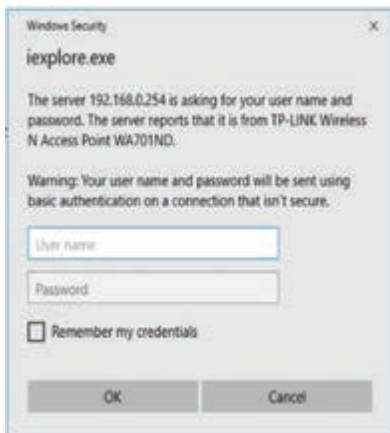 Windows Security
iexplore.exe
The server 192.168.0.254 is asking for your user name and
password. The server reports that it is from TP-LINK Wireless
N Access Point WA701ND.
Warning: Your user name and password will be sent using
basic authentication on a connection that isn't secure.
User name
Password
Remember my credentials
OK
Cancel